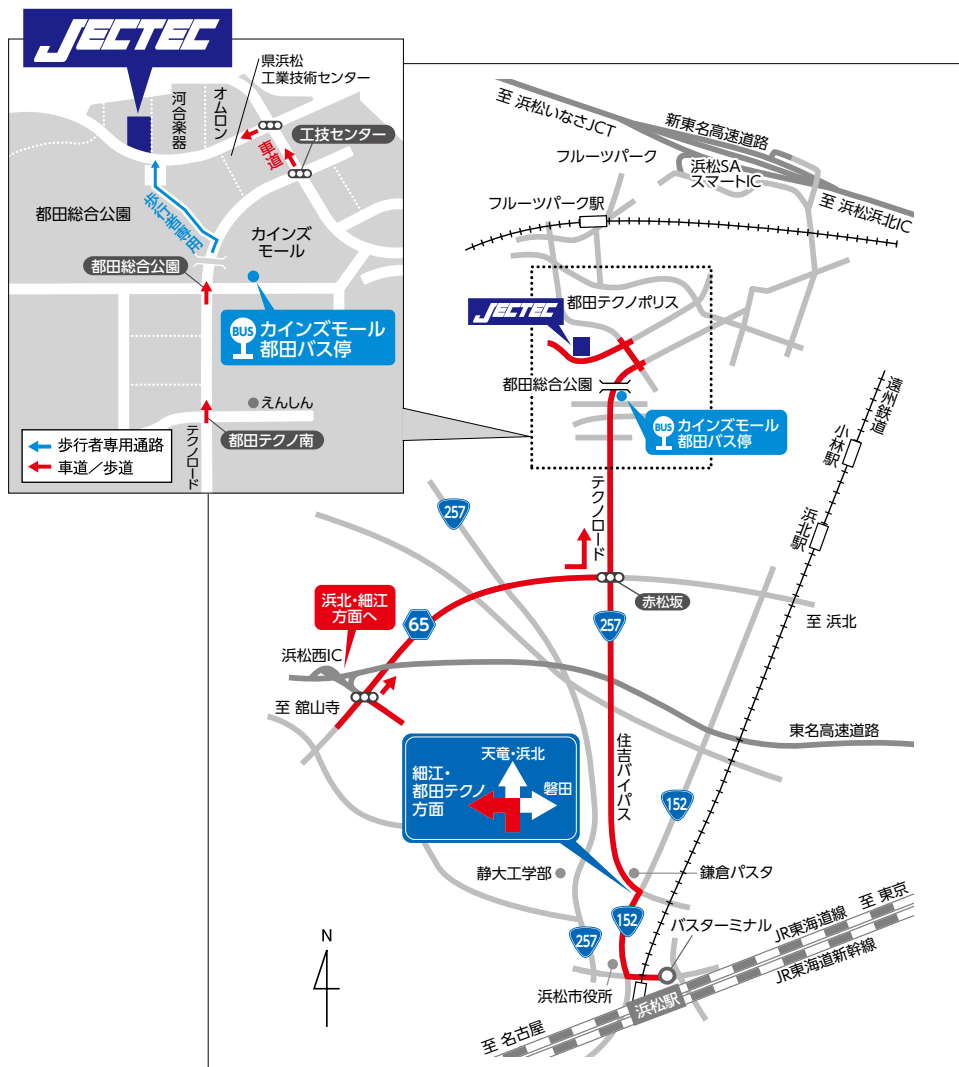 JECTEC
県浜松
工業技術センター
オムロン
河合楽器
工技センター
車道
都田総合公園
歩行者専用
カインズ
モール
都田総合公園
BUS
カインズモール
都田バス停
えんしん
都田テクノ南
テクノロード
歩行者専用通路
車道／歩道
至 浜松いなさJCT
新東名高速道路
フルーツパーク
浜松SA
スマートIC
至 浜松浜北IC
フルーツパーク駅
都田テクノポリス
JECTEC
都田総合公園
BUS
カインズモール
都田バス停
遠州鉄道
小林駅
浜北駅
257
テクノロード
赤松坂
至 浜北
浜北・細江
方面へ
65
257
浜松西IC
至 舘山寺
東名高速道路
住吉バイパス
天竜・浜北
細江・
都田テクノ
方面
磐田
152
静大工学部
鎌倉パスタ
152
257
バスターミナル
JR東海道線
至 東京
JR東海道新幹線
浜松市役所
浜松駅
至 名古屋
N